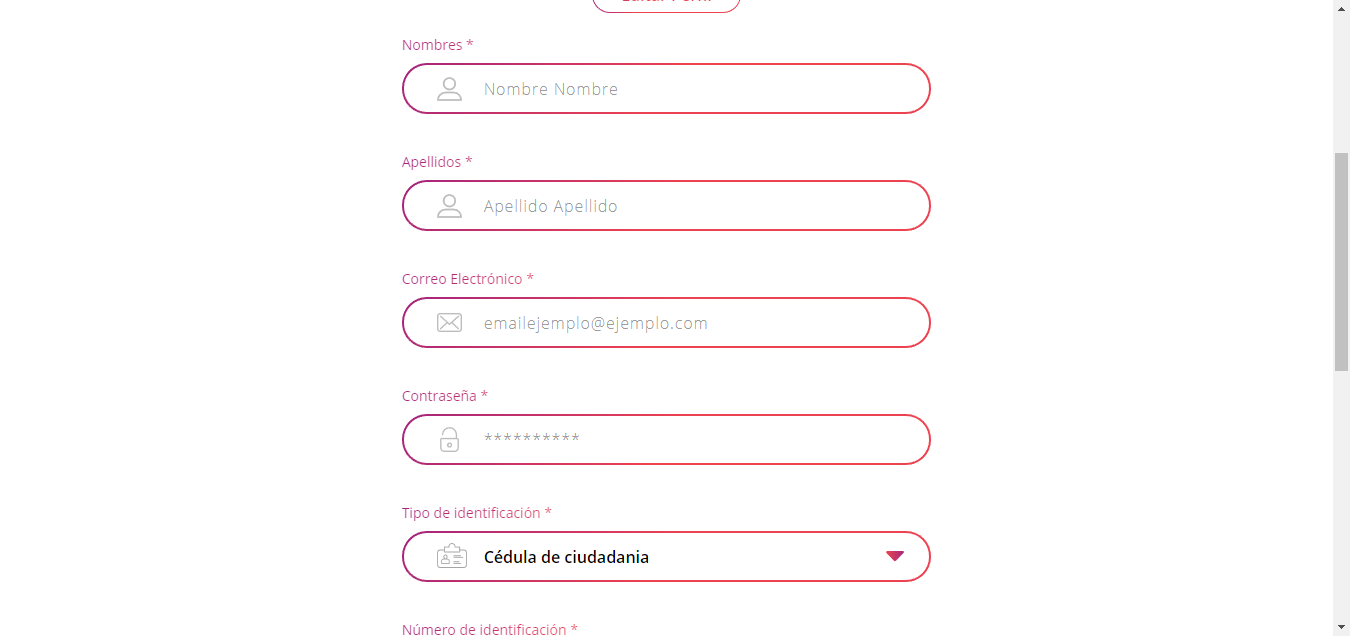 Nombres *
Nombre Nombre
Apellidos *
Apellido Apellido
Correo Electrónico *
emailejemplo@ejemplo.com
Contraseña *
**********
Tipo de identificación *
Cédula de ciudadania
Número de identificación *